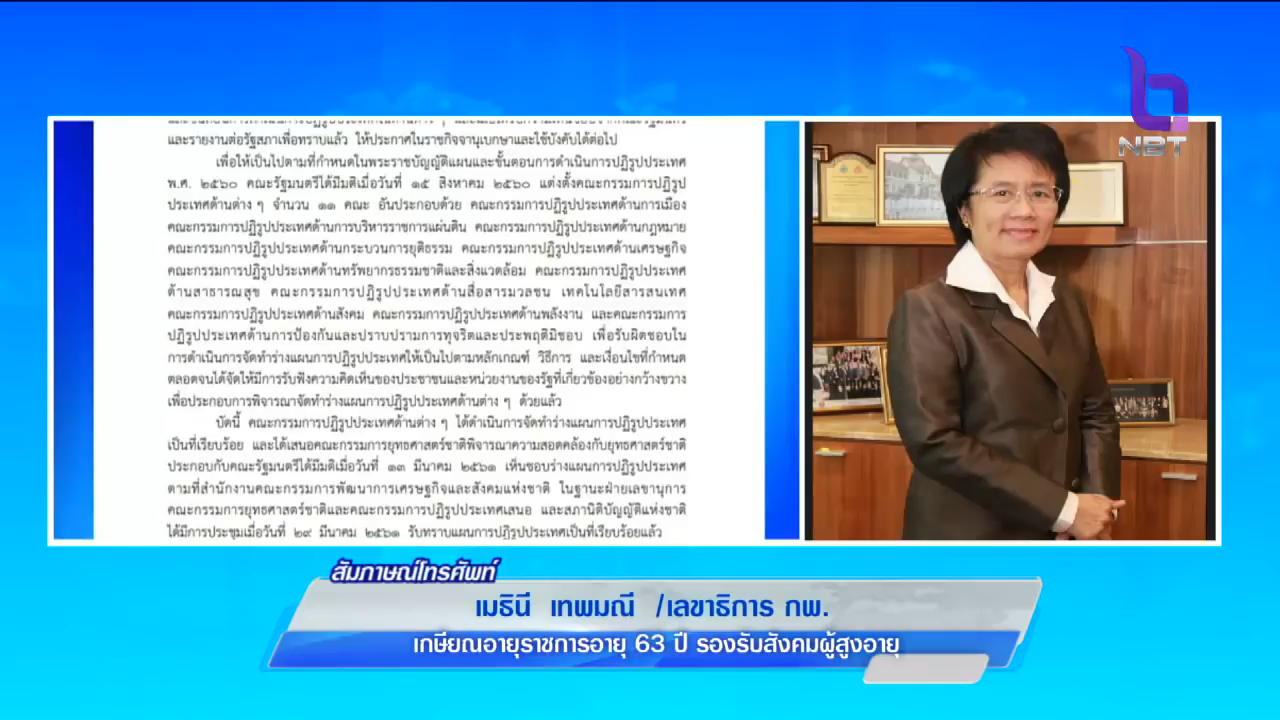 และรายงานต่อรัฐสภาเพื่อทราบแล้ว ให้ประกาศในราชกิจจานุเบกษาและใช้บังคับได้ต่อไป
เพื่อให้เป็นไปตามที่กำหนดในพระราชบัญญัติแผนและขั้นตอนการดำเนินการปฏิรูปประเทศ
พ.ศ. ๒๕๖๐ คณะรัฐมนตรีได้มีมติเมื่อวันที่ ๑๕ สิงหาคม ๒๕๖๐ แต่งตั้งคณะกรรมการปฏิรูป
ประเทศด้านต่าง ๆ จำนวน ๑๑ คณะ อันประกอบด้วย คณะกรรมการปฏิรูปประเทศด้านการเมือง
คณะกรรมการปฏิรูปประเทศด้านการบริหารราชการแผ่นดิน คณะกรรมการปฏิรูปประเทศด้านกฎหมาย
คณะกรรมการปฏิรูปประเทศด้านกระบวนการยุติธรรม คณะกรรมการปฏิรูปประเทศด้านเศรษฐกิจ
คณะกรรมการปฏิรูปประเทศด้านทรัพยากรธรรมชาติและสิ่งแวดล้อม คณะกรรมการปฏิรูปประเทศ
ด้านสาธารณสุข คณะกรรมการปฏิรูปประเทศด้านสื่อสารมวลชน เทคโนโลยีสารสนเทศ
คณะกรรมการปฏิรูปประเทศด้านสังคม คณะกรรมการปฏิรูปประเทศด้านพลังงาน และคณะกรรมการ
ปฏิรูปประเทศด้านการป้องกันและปราบปรามการทุจริตและประพฤติมิชอบ เพื่อรับผิดชอบใน
การดำเนินการจัดทำร่างแผนการปฏิรูปประเทศให้เป็นไปตามหลักเกณฑ์ วิธีการ และเงื่อนไขที่กำหนด
ตลอดจนได้จัดให้มีการรับฟังความคิดเห็นของประชาชนและหน่วยงานของรัฐที่เกี่ยวข้องอย่างกว้างขวาง
เพื่อประกอบการพิจารณาจัดทำร่างแผนการปฏิรูปประเทศด้านต่าง ๆ ด้วยแล้ว
บัดนี้ คณะกรรมการปฏิรูปประเทศด้านต่าง ๆ ได้ดำเนินการจัดทำร่างแผนการปฏิรูปประเทศ
เป็นที่เรียบร้อย และได้เสนอคณะกรรมการยุทธศาสตร์ชาติพิจารณาความสอดคล้องกับยุทธศาสตร์ชาติ
ประกอบกับคณะรัฐมนตรีได้มีมติเมื่อวันที่ ๑๓ มีนาคม ๒๕๖๑ เห็นชอบร่างแผนการปฏิรูปประเทศ
ตามที่สำนักงานคณะกรรมการพัฒนาการเศรษฐกิจและสังคมแห่งชาติ ในฐานะฝ่ายเลขานุการ
คณะกรรมการยุทธศาสตร์ชาติและคณะกรรมการปฏิรูปประเทศเสนอ และสภานิติบัญญัติแห่งชาติ
ได้มีการประชุมเมื่อวันที่ ๒๙ มีนาคม ๒๕๖๑ รับทราบแผนการปฏิรูปประเทศเป็นที่เรียบร้อยแล้ว
NBT
สัมภาษณ์โทรศัพท์
เมธินี เทพมณี /เลขาธิการ กพ.
เกษียณอายุราชการอายุ 63 ปี รองรับสังคมผู้สูงอายุ